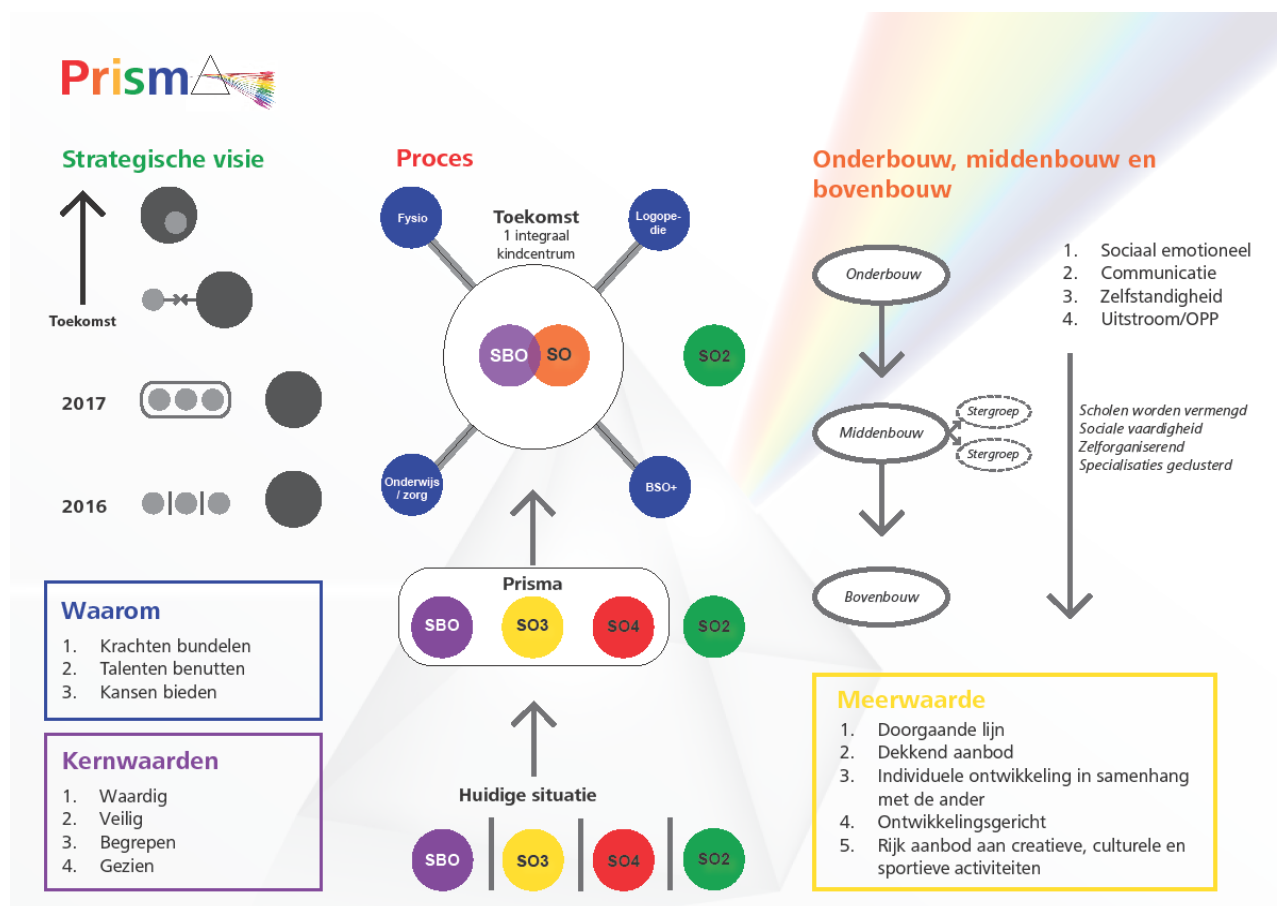 Prisma
Strategische visie
Toekomst
2017
2016
Waarom
1. Krachten bundelen
2. Talenten benutten
3. Kansen bieden
Kernwaarden
1. Waardig
2. Veilig
3. Begrepen
4. Gezien
Proces
Fysio
Toekomst
1 integraal
kindcentrum
Logope-
die
SBO SO
SO2
Onderwijs
/ zorg
BSO+
Prisma
SBO SO3 SO4 SO2
Huidige situatie
SBO SO3 SO4 SO2
Onderbouw, middenbouw en
bovenbouw
Onderbouw
Middenbouw
Stergroep
Stergroep
Bovenbouw
1. Sociaal emotioneel
2. Communicatie
3. Zelfstandigheid
4. Uitstroom/OPP
Scholen worden vermengd
Sociale vaardigheid
Zelforganiserend
Specialisaties geclusterd
Meerwaarde
1. Doorgaande lijn
2. Dekkend aanbod
3. Individuele ontwikkeling in samenhang
met de ander
4. Ontwikkelingsgericht
5. Rijk aanbod aan creatieve, culturele en
sportieve activiteiten